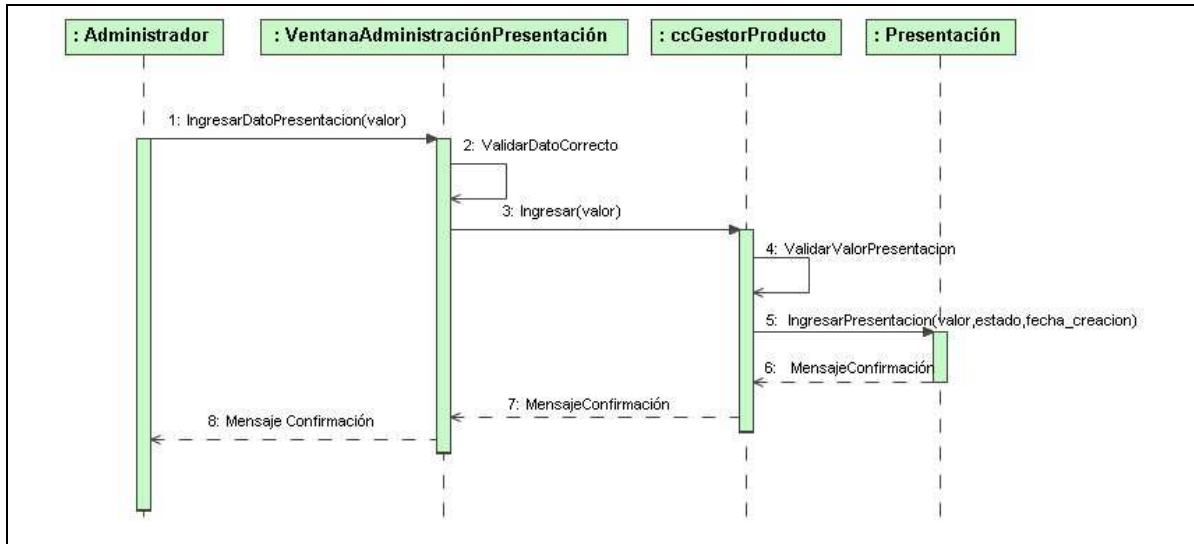 : Administrador
: VentanaAdministraciónPresentación
: ccGestorProducto
: Presentación
1: IngresarDatoPresentacion(valor)
2: ValidarDatoCorrecto
3: Ingresar(valor)
4: ValidarValorPresentacion
5: IngresarPresentacion(valor,estado,fecha_creacion)
6: MensajeConfirmación
7: MensajeConfirmación
8: Mensaje Confirmación